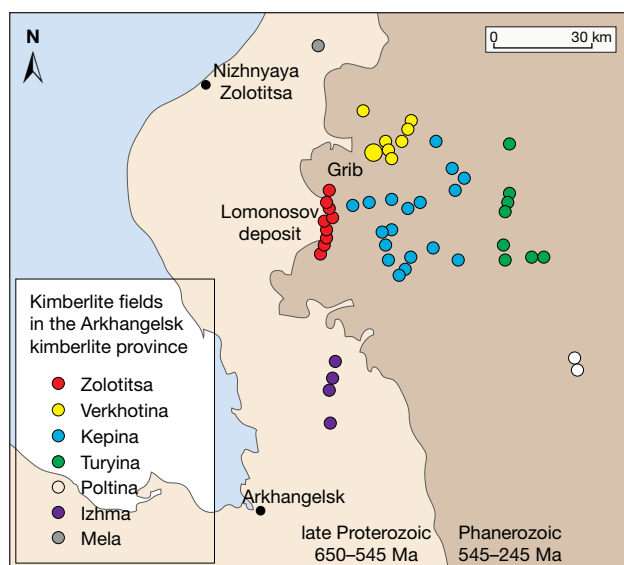 N
0 30 km
Nizhnyaya
Zolotitsa
Grib
Lomonosov
deposit
Kimberlite fields
in the Arkhangelsk
kimberlite province
Zolotitsa
Verkhotina
Kepina
Turyina
Poltina
Izhma
Mela
Arkhangelsk
late Proterozoic
650–545 Ma
Phanerozoic
545–245 Ma